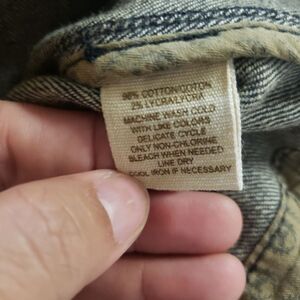 98% COTTON/COTON
2% LYCRA/LYCRA
MACHINE WASH COLD
WITH LIKE COLORS
DELICATE CYCLE
ONLY NON-CHLORINE
BLEACH WHEN NEEDED
LINE DRY
COOL IRON IF NECESSARY